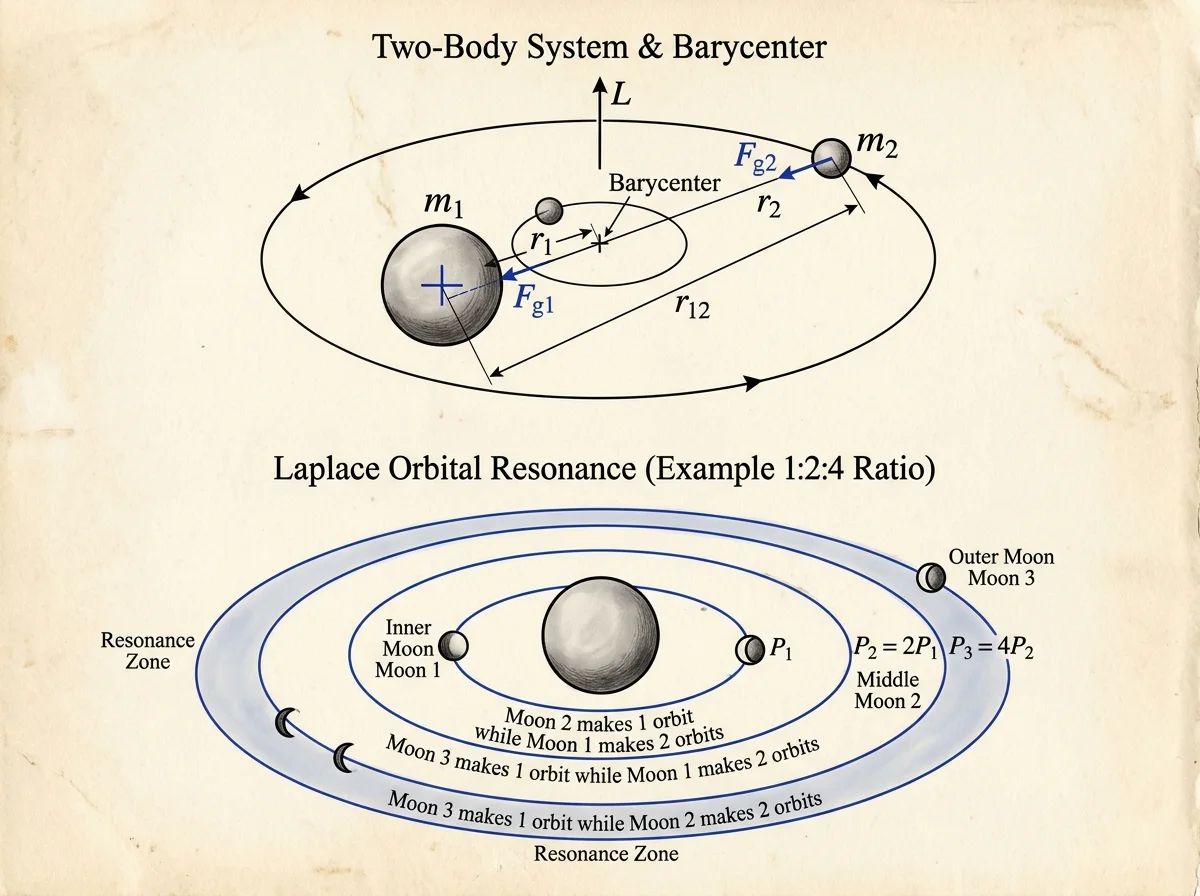 Two-Body System & Barycenter
L
m₂
F_g2
Barycenter
r₂
m₁
r₁
F_g1
r₁₂
Laplace Orbital Resonance (Example 1:2:4 Ratio)
Outer Moon
Moon 3
Resonance
Zone
Inner
Moon
Moon 1
P₁
P₂ = 2P₁
P₃ = 4P₂
Middle
Moon 2
Moon 2 makes 1 orbit
while Moon 1 makes 2 orbits
Moon 3 makes 1 orbit while Moon 1 makes 2 orbits
Moon 3 makes 1 orbit while Moon 2 makes 2 orbits
Resonance Zone